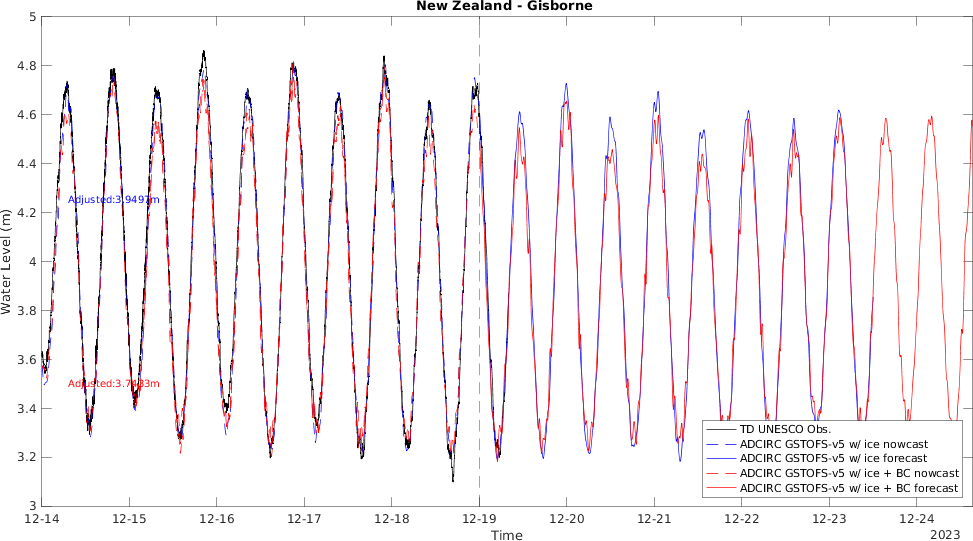 New Zealand - Gisborne
5
4.8
4.6
4.4
4.2
4
3.8
3.6
3.4
3.2
3
Water Level (m)
Adjusted:3.9497m
Adjusted:3.7433m
TD UNESCO Obs.
ADCIRC GSTOFS-v5 w/ ice nowcast
ADCIRC GSTOFS-v5 w/ ice forecast
ADCIRC GSTOFS-v5 w/ ice + BC nowcast
ADCIRC GSTOFS-v5 w/ ice + BC forecast
12-14 12-15 12-16 12-17 12-18 12-19 12-20 12-21 12-22 12-23 12-24
Time
2023